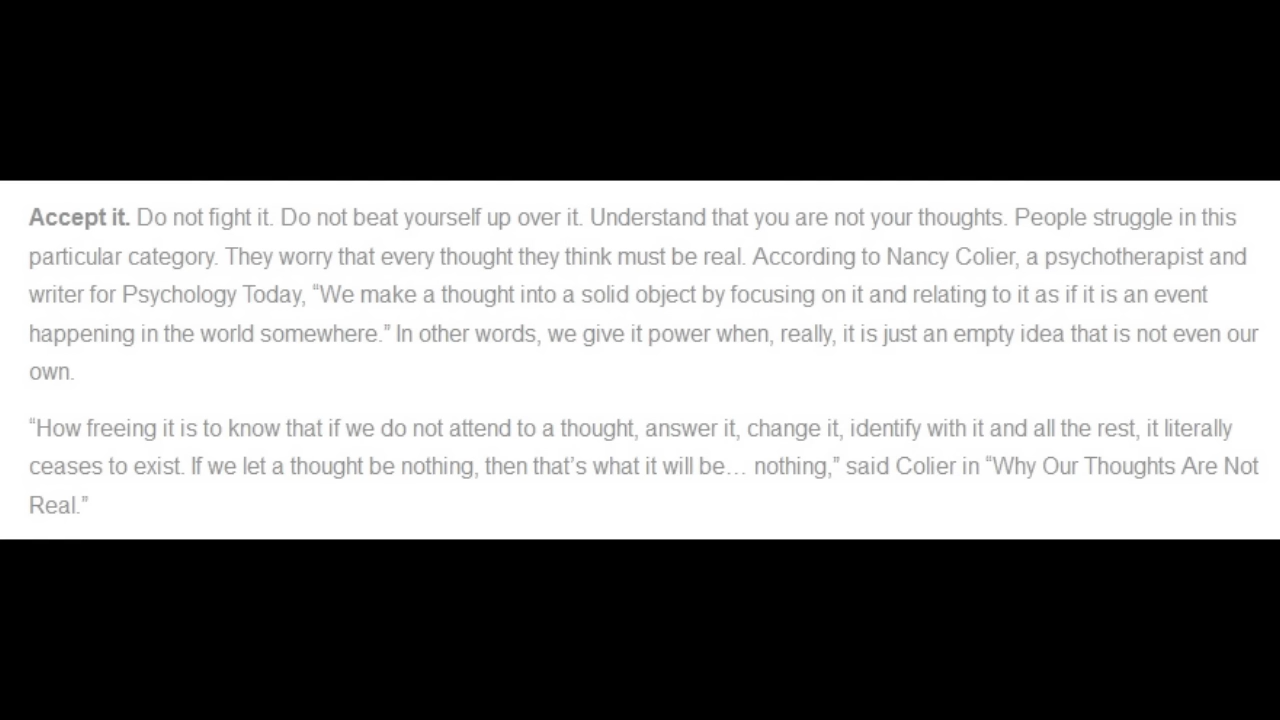 Accept it. Do not fight it. Do not beat yourself up over it. Understand that you are not your thoughts. People struggle in this
particular category. They worry that every thought they think must be real. According to Nancy Colier, a psychotherapist and
writer for Psychology Today, “We make a thought into a solid object by focusing on it and relating to it as if it is an event
happening in the world somewhere.” In other words, we give it power when, really, it is just an empty idea that is not even our
own.
“How freeing it is to know that if we do not attend to a thought, answer it, change it, identify with it and all the rest, it literally
ceases to exist. If we let a thought be nothing, then that’s what it will be… nothing,” said Colier in “Why Our Thoughts Are Not
Real.”